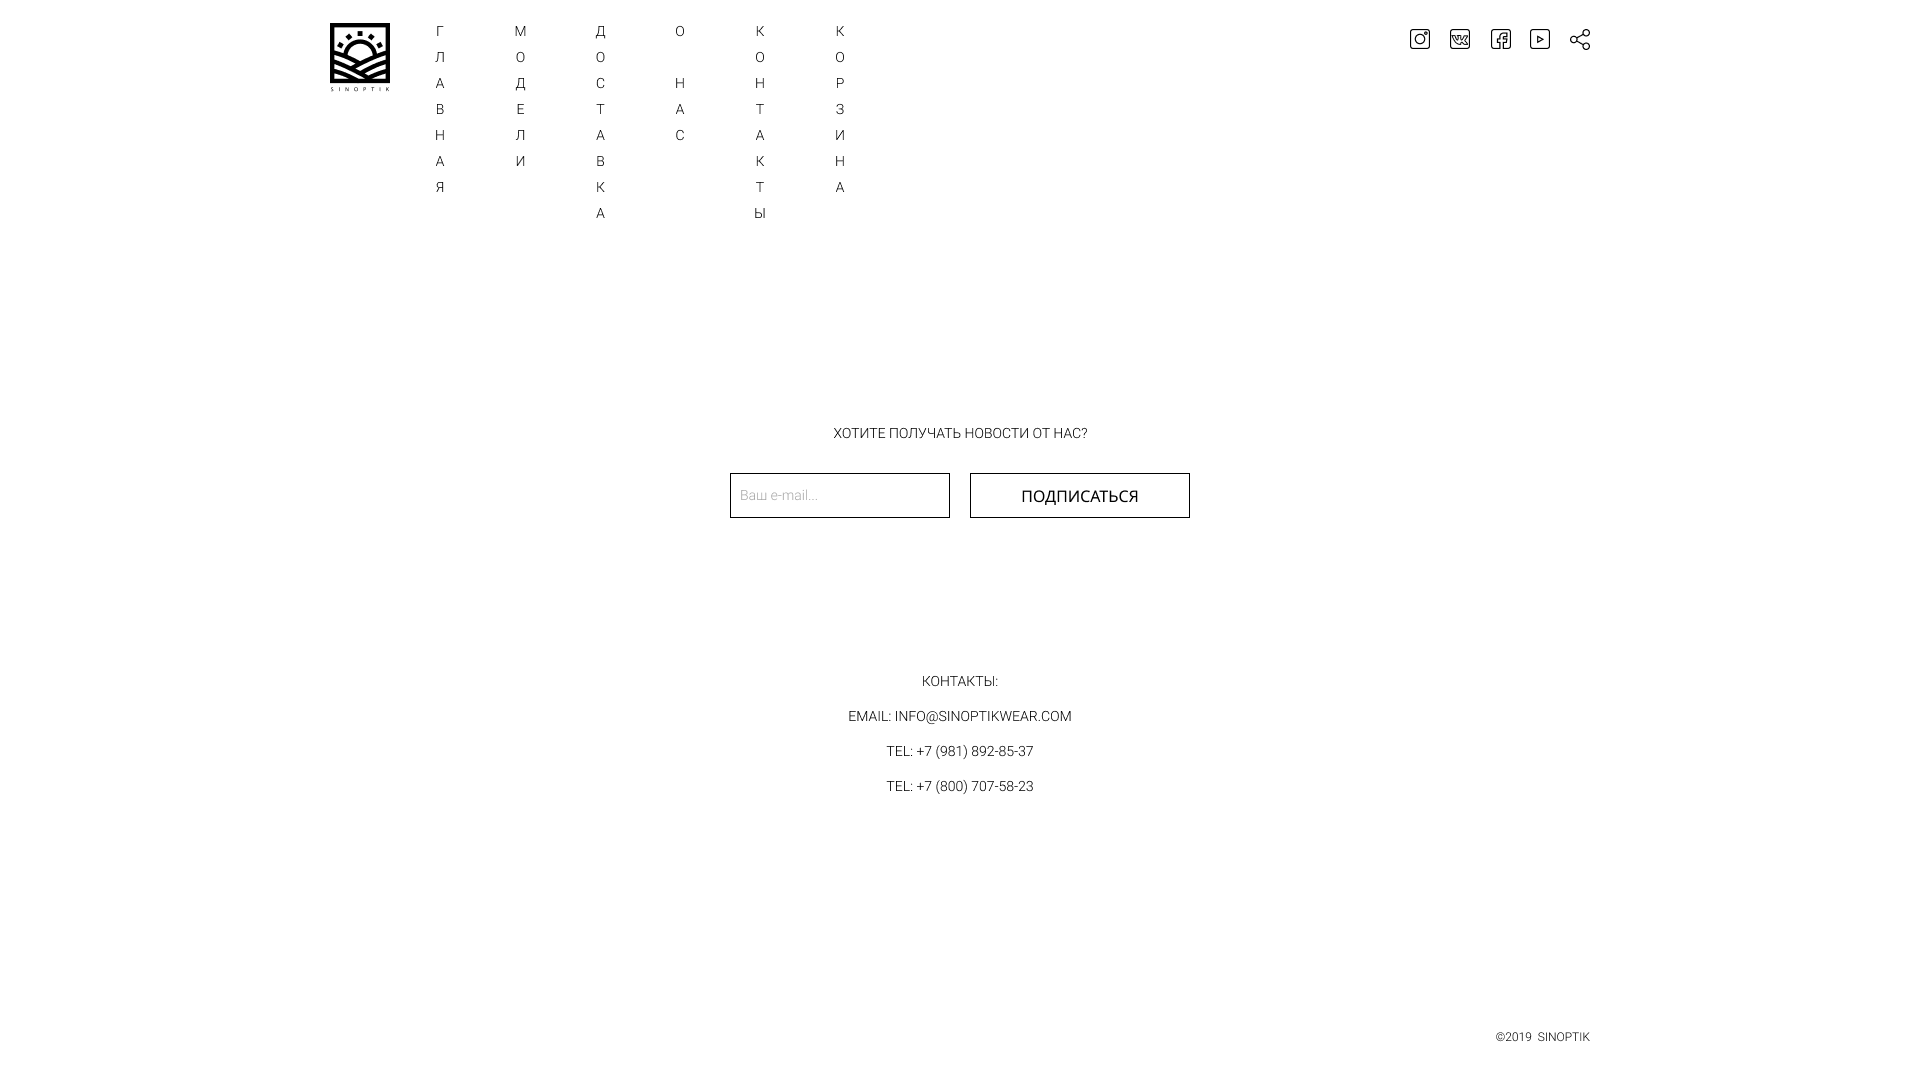 SINOPTIK
ГЛАВНАЯ
МОДЕЛИ
ДОСТАВКА
О НАС
КОНТАКТЫ
КОРЗИНА
ХОТИТЕ ПОЛУЧАТЬ НОВОСТИ ОТ НАС?
Ваш e-mail...
ПОДПИСАТЬСЯ
КОНТАКТЫ:
EMAIL: INFO@SINOPTIKWEAR.COM
TEL: +7 (981) 892-85-37
TEL: +7 (800) 707-58-23
©2019 SINOPTIK